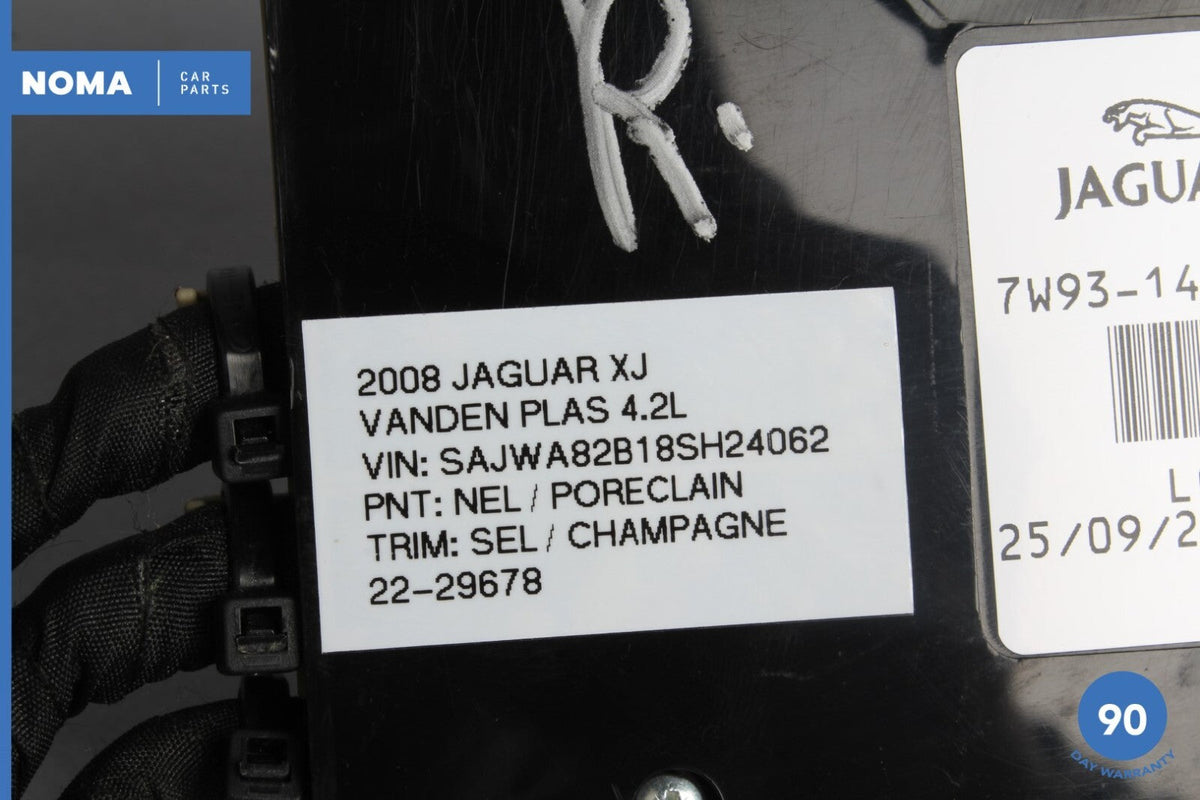 NOMA
CAR
PARTS
R.
JAGUA
7W93-14
2008 JAGUAR XJ
VANDEN PLAS 4.2L
VIN: SAJWA82B18SH24062
PNT: NEL / PORECLAIN
TRIM: SEL / CHAMPAGNE
22-29678
25/09/2
90
DAY WARRANTY